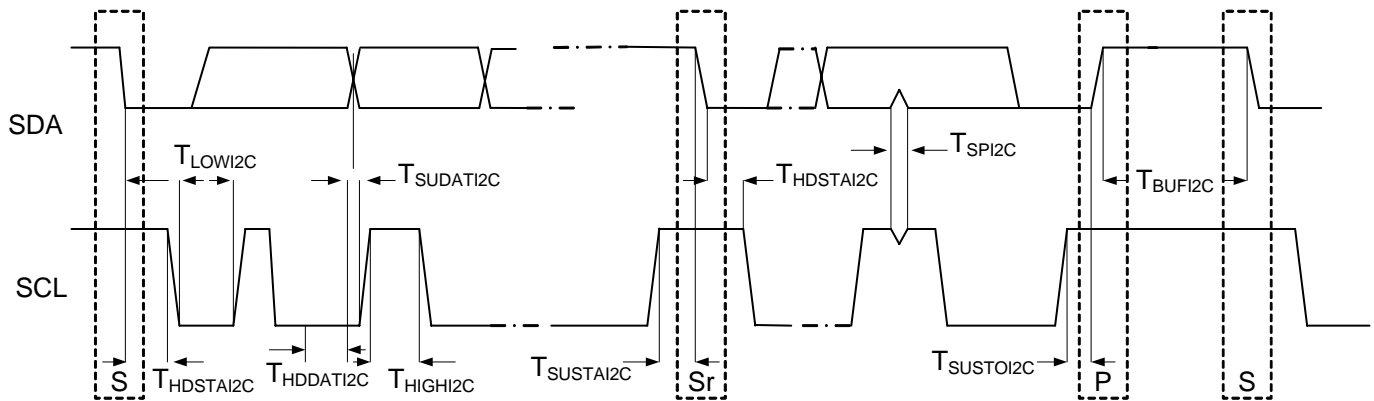 SDA
T_LOWI2C
T_SUDATI2C
T_SPI2C
T_HDSTAI2C
T_BUFI2C
SCL
S
T_HDSTAI2C
T_HDDATI2C
T_HIGHI2C
T_SUSTAI2C
Sr
T_SUSTOI2C
P
S